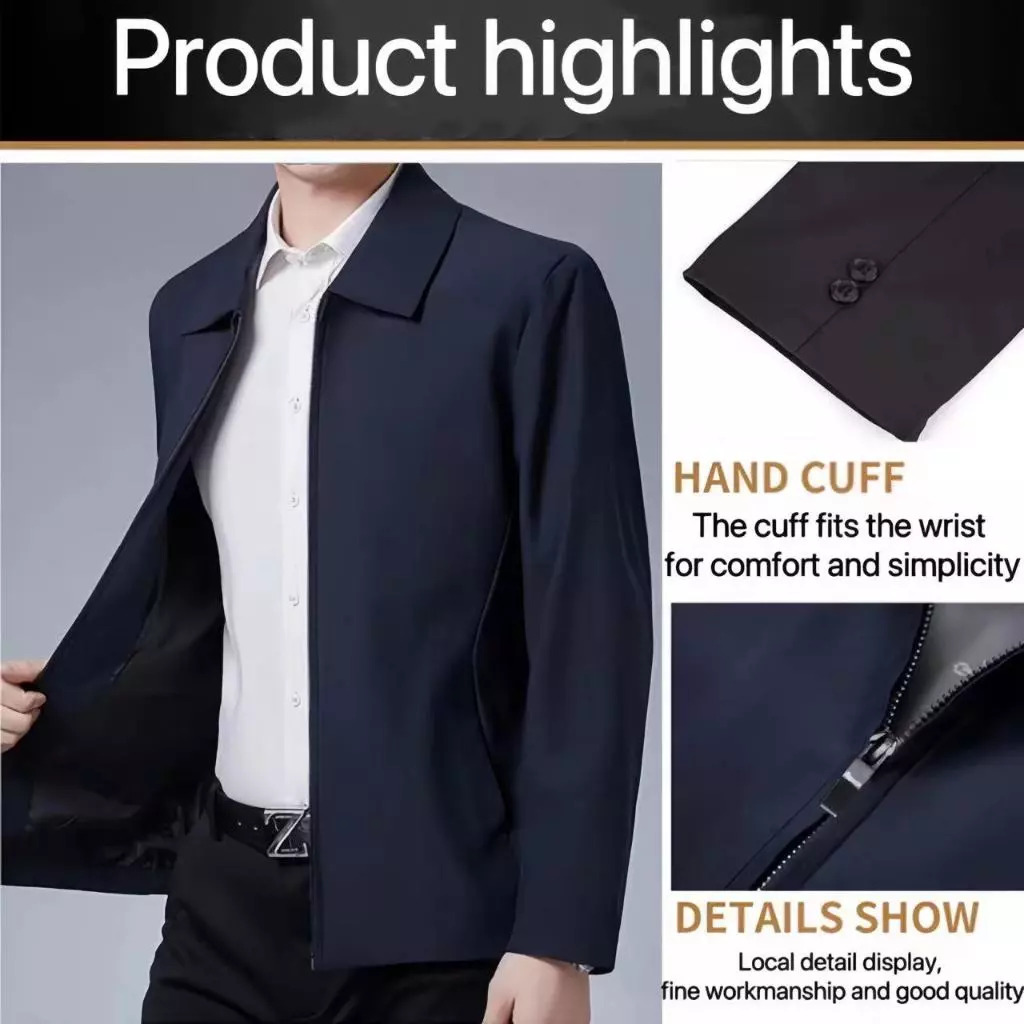 Product highlights
HAND CUFF
The cuff fits the wrist
for comfort and simplicity
DETAILS SHOW
Local detail display,
fine workmanship and good quality